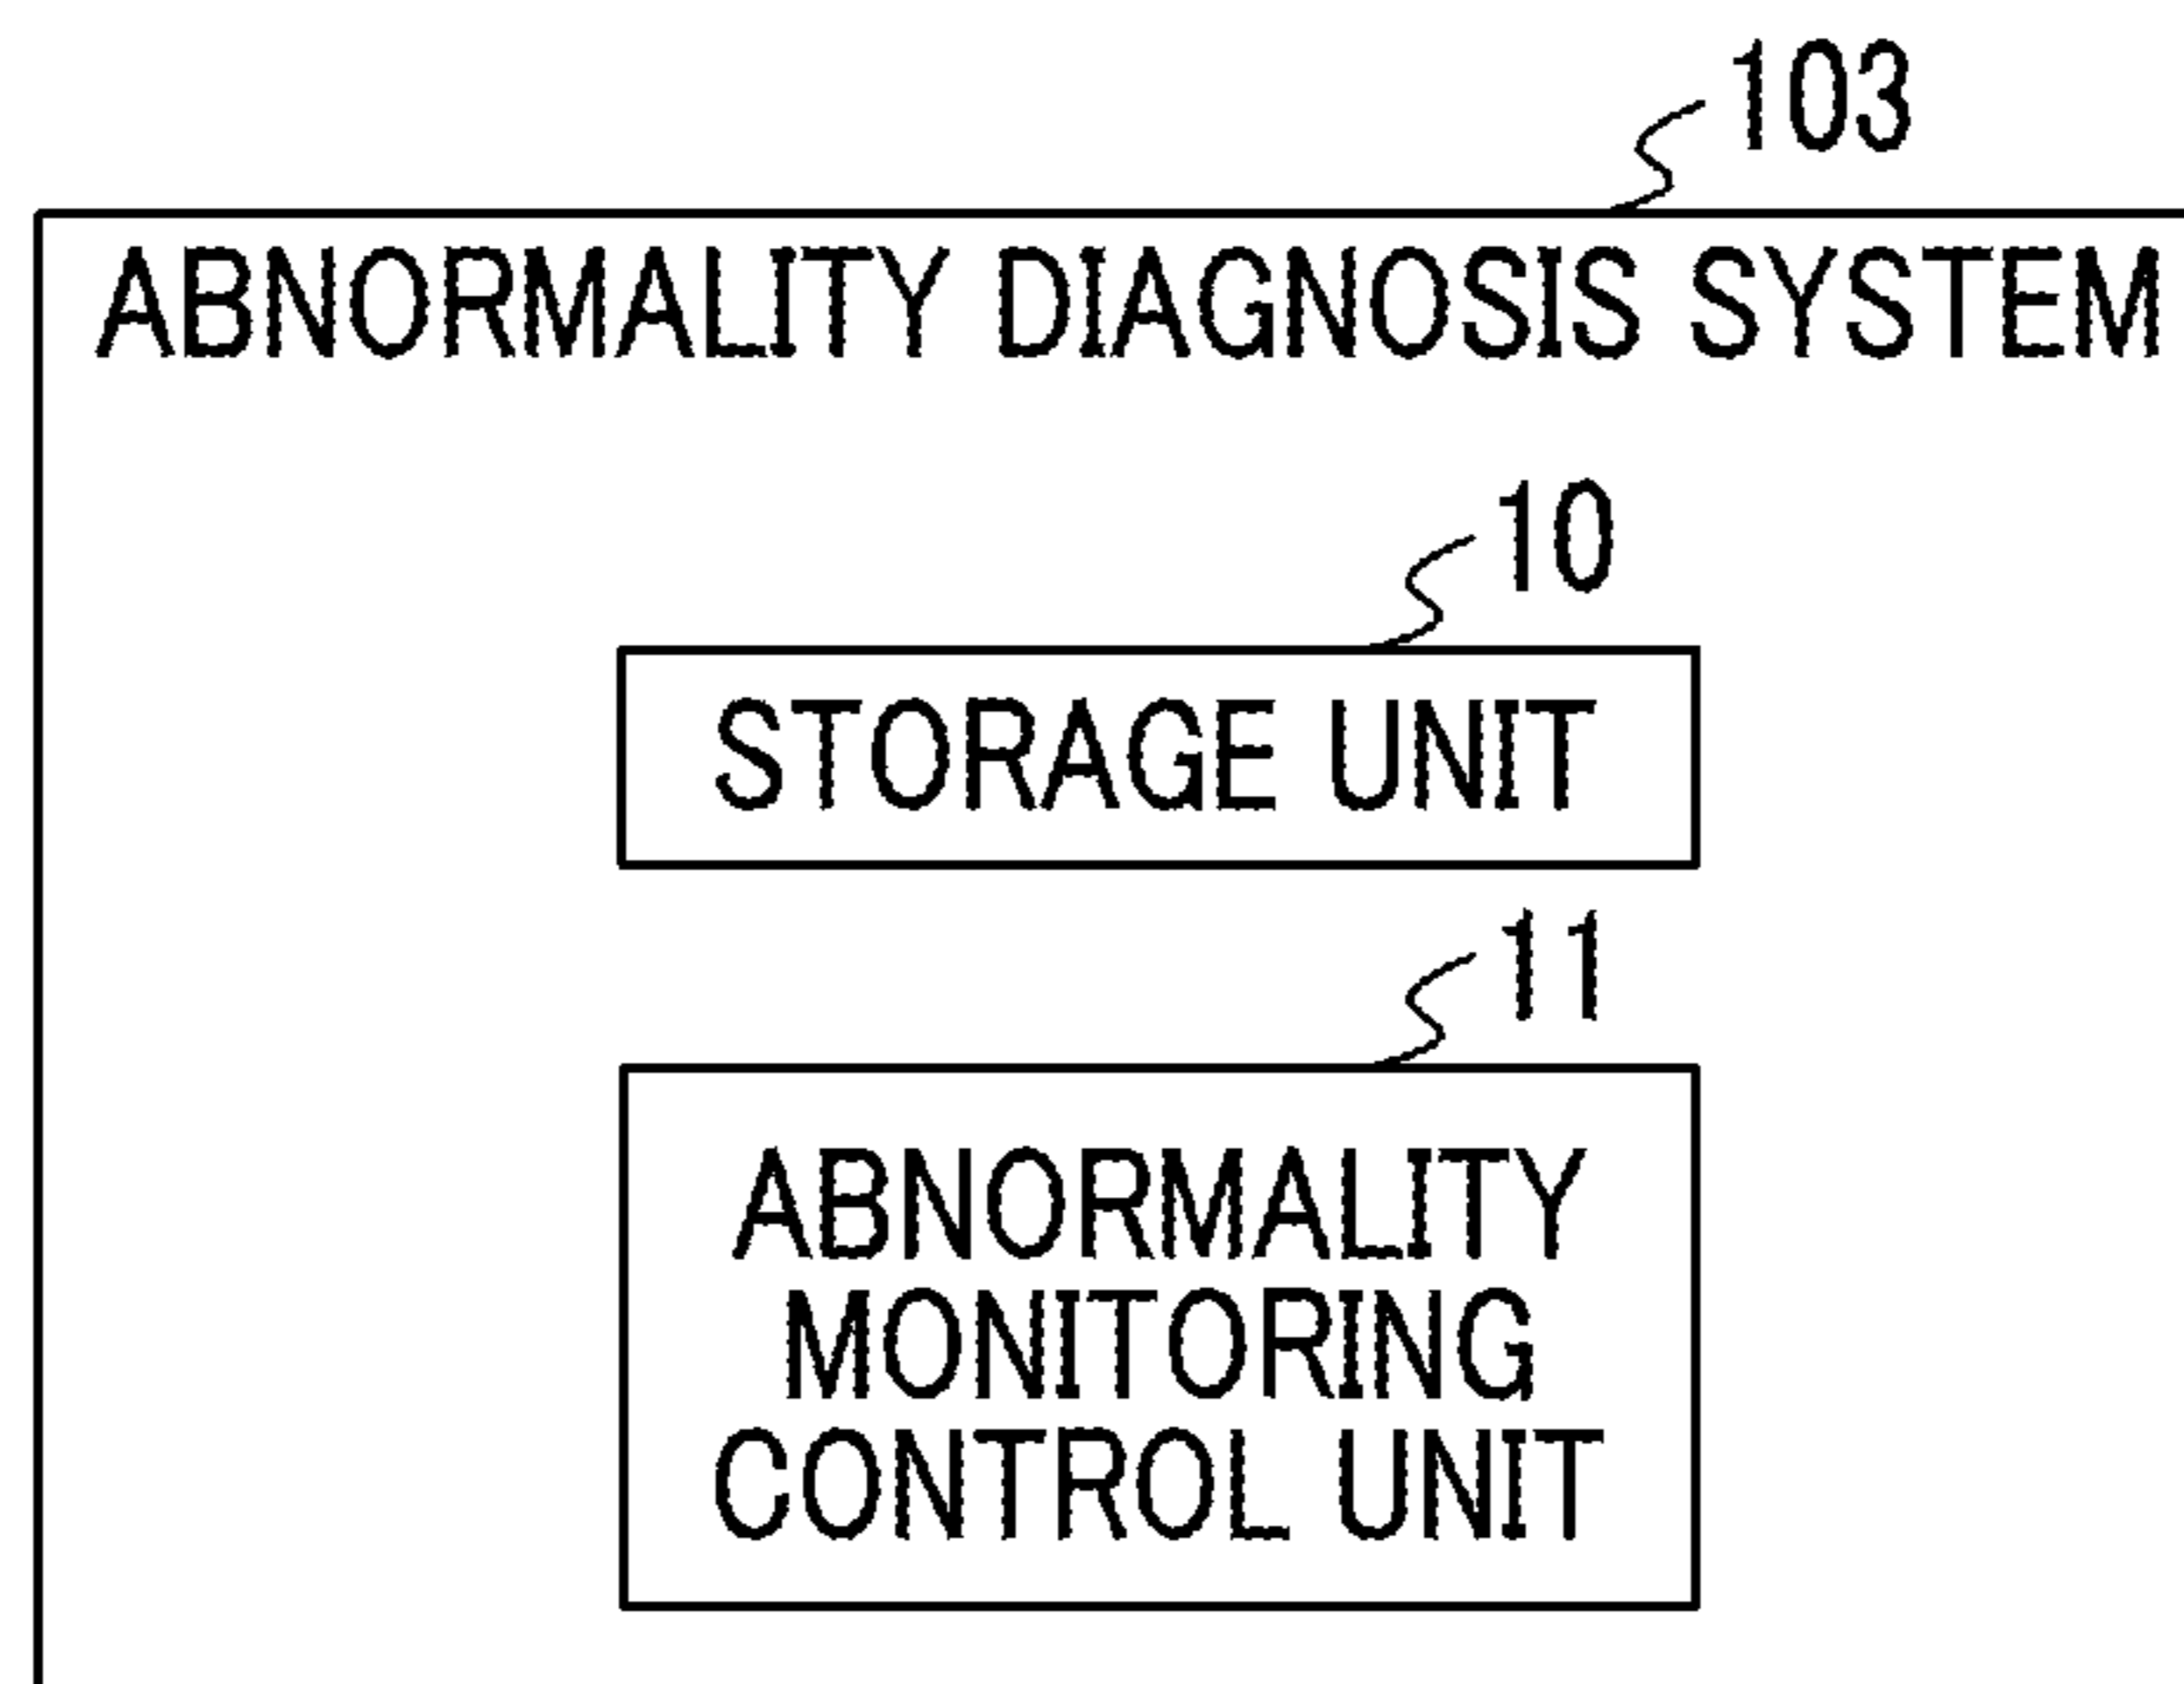 103
ABNORMALITY DIAGNOSIS SYSTEM
10
STORAGE UNIT
11
ABNORMALITY
MONITORING
CONTROL UNIT